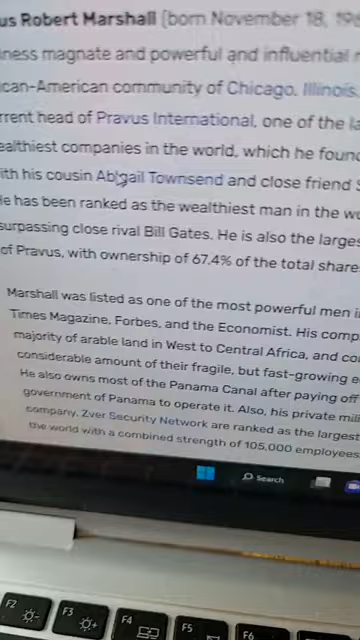 us Robert Marshall (born November 18, 196
iness magnate and powerful and influential
can-American community of Chicago, Illinois.
rrent head of Pravus International, one of the la
ealthiest companies in the world, which he found
ith his cousin Abigail Townsend and close friend S
He has been ranked as the wealthiest man in the wo
surpassing close rival Bill Gates. He is also the larges
of Pravus, with ownership of 67.4% of the total share
Marshall was listed as one of the most powerful men i
Times Magazine, Forbes, and the Economist. His comp
majority of arable land in West to Central Africa, and co
considerable amount of their fragile, but fast-growing e
He also owns most of the Panama Canal after paying off
government of Panama to operate it. Also, his private mili
company, Zver Security Network are ranked as the largest
the world with a combined strength of 105,000 employees
Search
F2
F3
F4
F5
F6